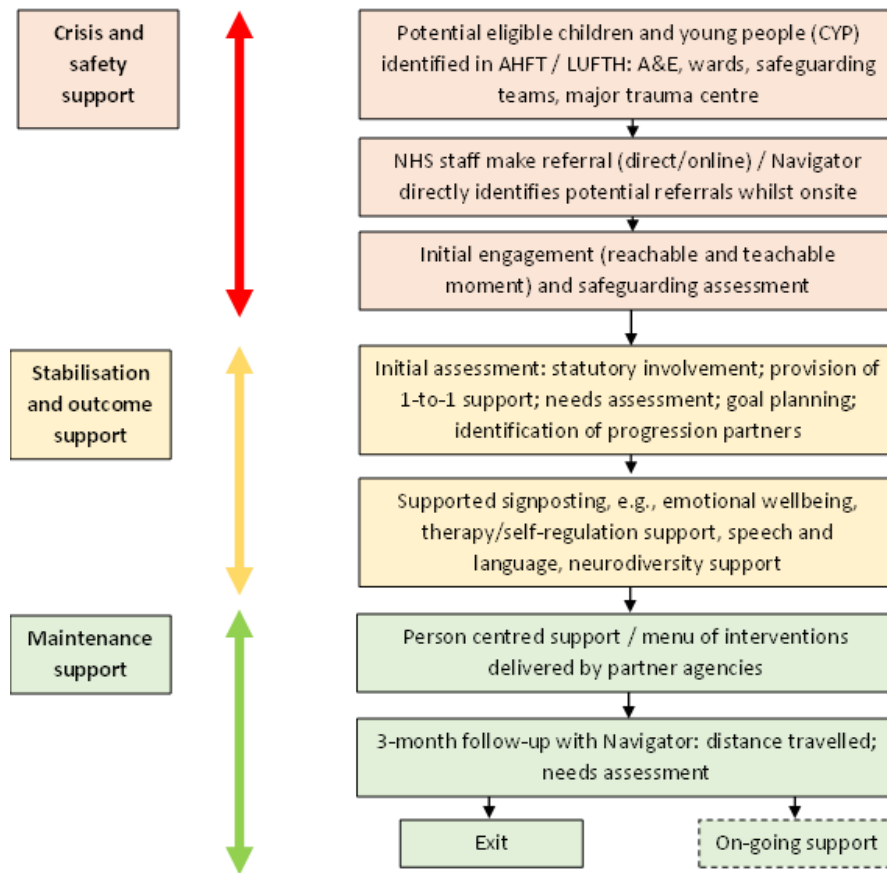 Crisis and
safety
support
Potential eligible children and young people (CYP)
identified in AHFT / LUFTH: A&E, wards, safeguarding
teams, major trauma centre
NHS staff make referral (direct/online) / Navigator
directly identifies potential referrals whilst onsite
Initial engagement (reachable and teachable
moment) and safeguarding assessment
Stabilisation
and outcome
support
Initial assessment: statutory involvement; provision of
1-to-1 support; needs assessment; goal planning;
identification of progression partners
Supported signposting, e.g., emotional wellbeing,
therapy/self-regulation support, speech and
language, neurodiversity support
Maintenance
support
Person centred support / menu of interventions
delivered by partner agencies
3-month follow-up with Navigator: distance travelled;
needs assessment
Exit
On-going support